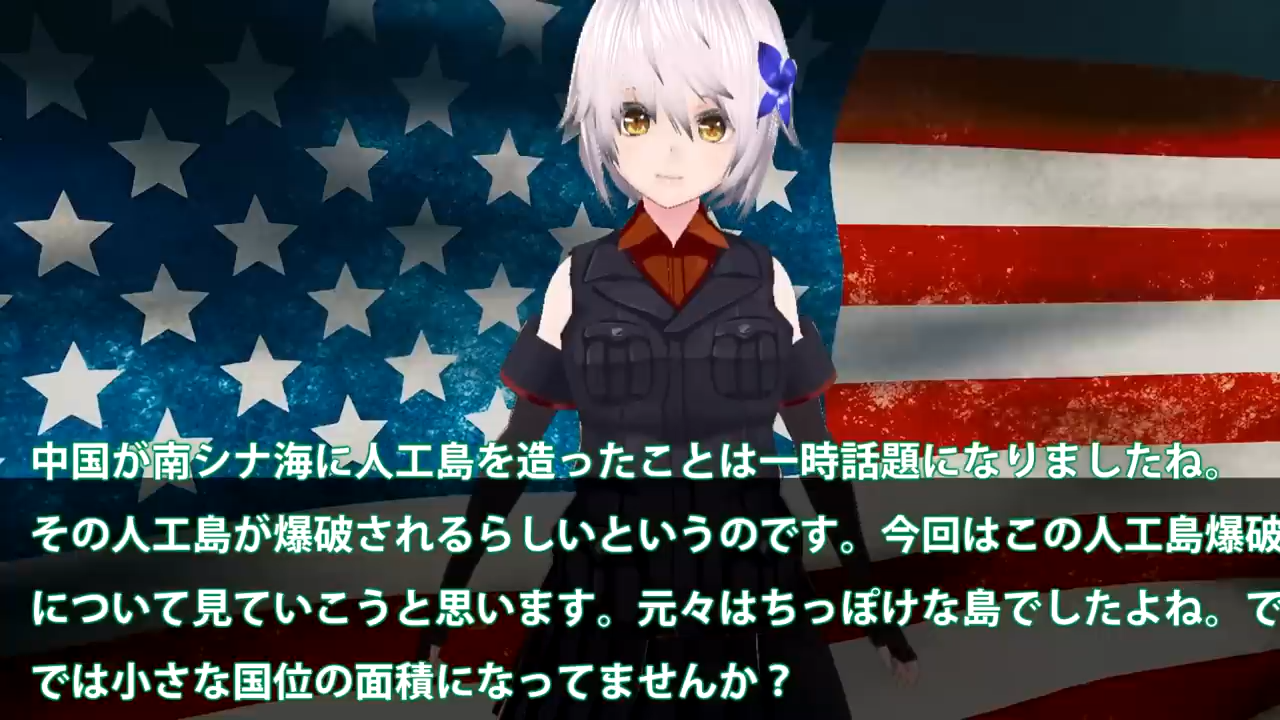 中国が南シナ海に人工島を造ったことは一時話題になりましたね。
その人工島が爆破されるらしいというのです。今回はこの人工島爆破
について見ていこうと思います。元々はちっぽけな島でしたよね。で
では小さな国位の面積になってませんか？